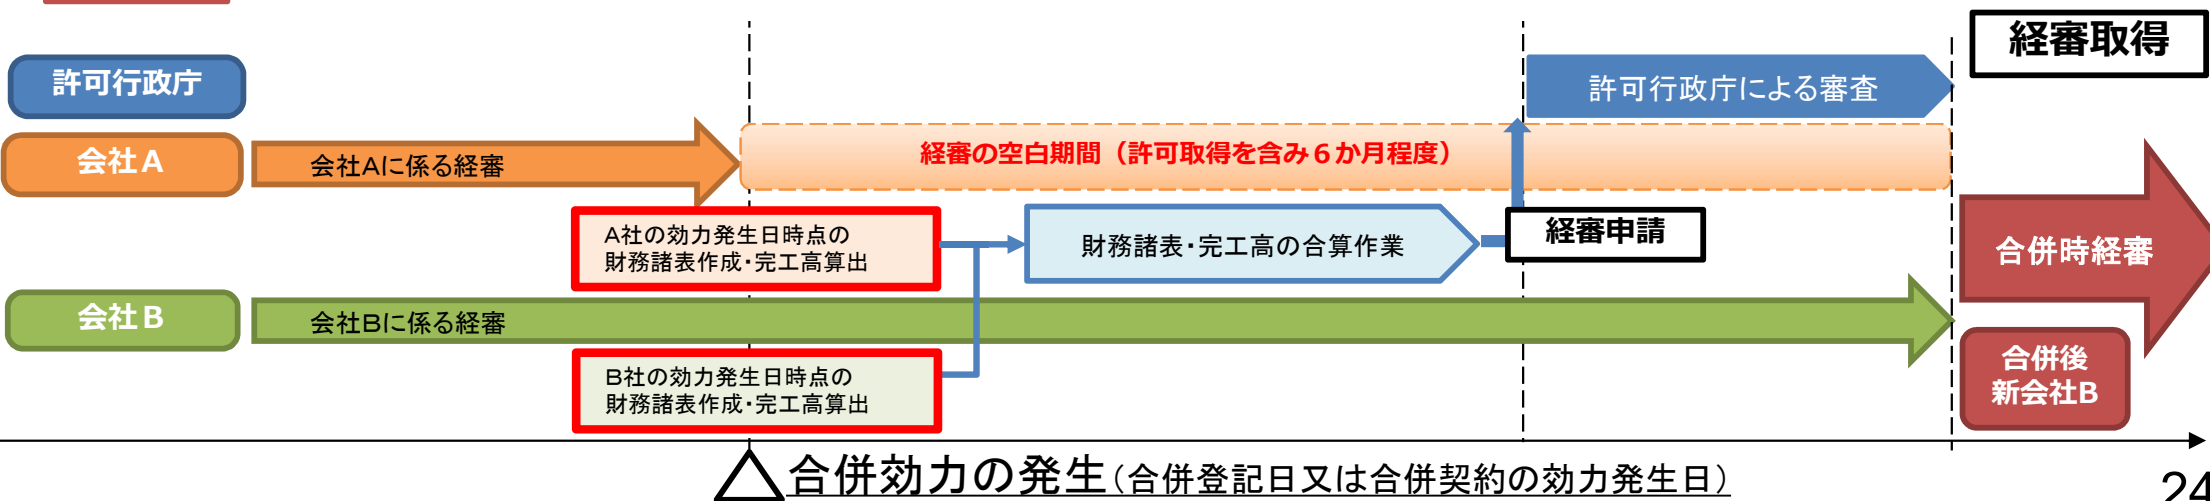 経審取得
許可行政庁
許可行政庁による審査
会社A
会社Aに係る経審
経審の空白期間（許可取得を含み６か月程度）
A社の効力発生日時点の
財務諸表作成・完工高算出
財務諸表・完工高の合算作業
経審申請
合併時経審
会社B
会社Bに係る経審
B社の効力発生日時点の
財務諸表作成・完工高算出
合併後
新会社B
△合併効力の発生（合併登記日又は合併契約の効力発生日）
24